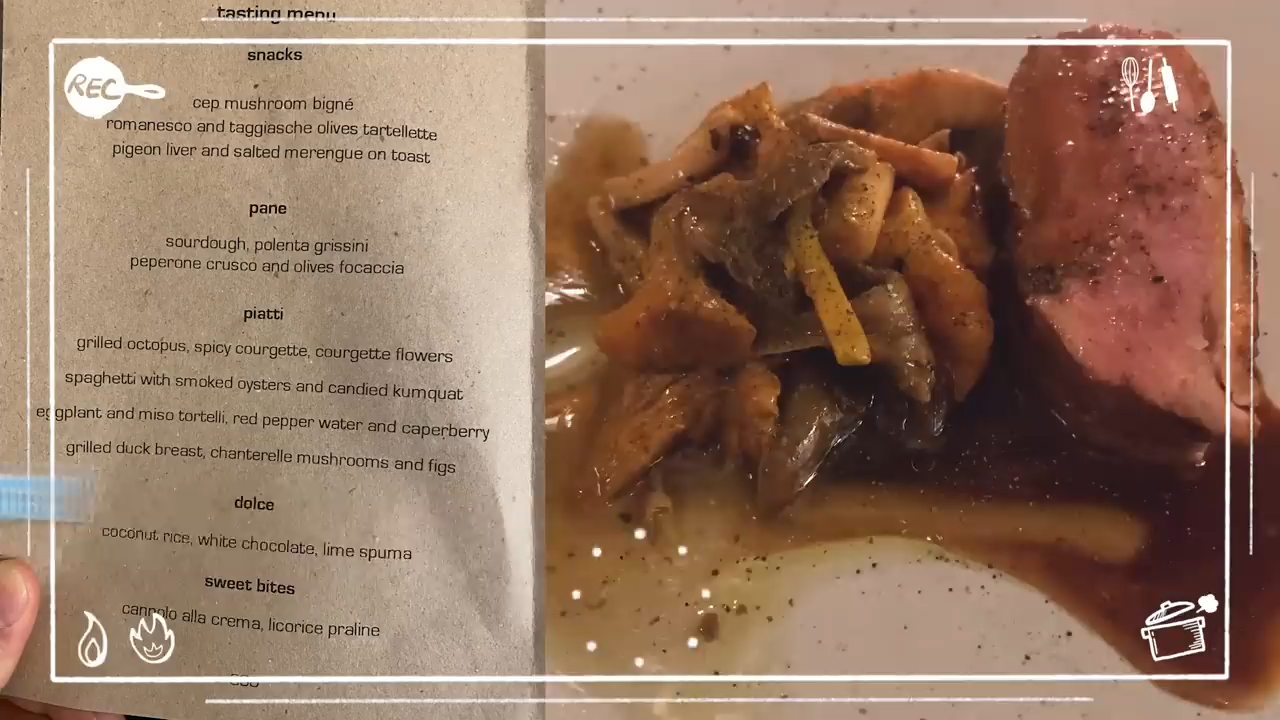 tasting menu
snacks
REC
cep mushroom bigné
romanesco and taggiasche olives tartellette
pigeon liver and salted merengue on toast
pane
sourdough, polenta grissini
peperone crusco and olives focaccia
piatti
grilled octopus, spicy courgette, courgette flowers
spaghetti with smoked oysters and candied kumquat
eggplant and miso tortelli, red pepper water and caperberry
grilled duck breast, chanterelle mushrooms and figs
dolce
coconut rice, white chocolate, lime spuma
sweet bites
cannolo alla crema, licorice praline